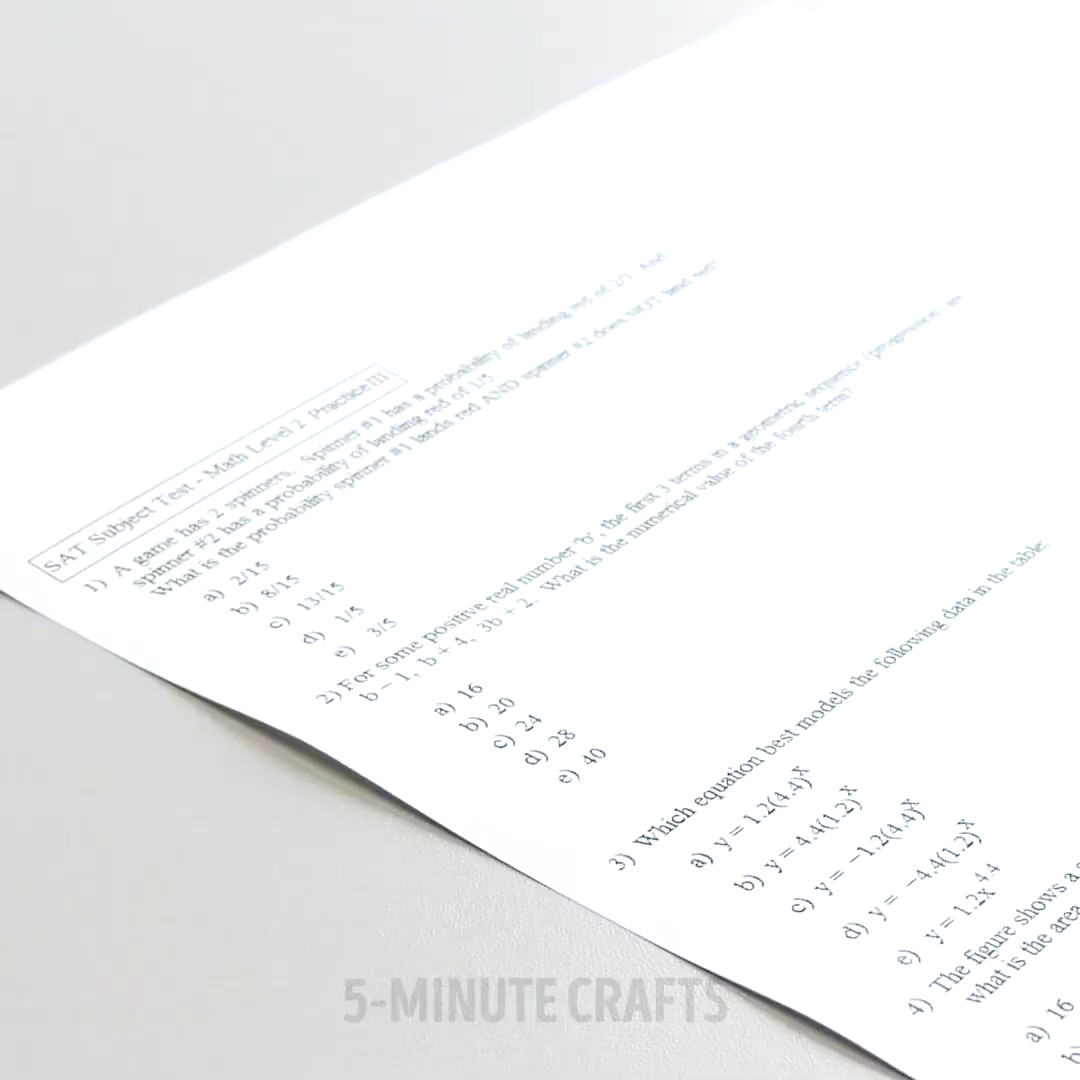 SAT Subject Test - Math Level 2 Practice III
1) A game has 2 spinners. Spinner #1 has a probability of landing red of 2/3. And
spinner #2 has a probability of landing red of 1/5.
What is the probability spinner #1 lands red AND spinner #2 does NOT land red?
a) 2/15
b) 8/15
c) 13/15
d) 1/5
e) 3/5
2) For some positive real number 'b', the first 3 terms in a geometric sequence (progression) are
b – 1, b + 4, 3b + 2. What is the numerical value of the fourth term?
a) 16
b) 20
c) 24
d) 28
e) 40
3) Which equation best models the following data in the table:
a) y = 1.2(4.4)^x
b) y = 4.4(1.2)^x
c) y = –1.2(4.4)^x
d) y = –4.4(1.2)^x
e) y = 1.2x^4.4
4) The figure shows a
what is the area
a) 16
b)
5-MINUTE CRAFTS